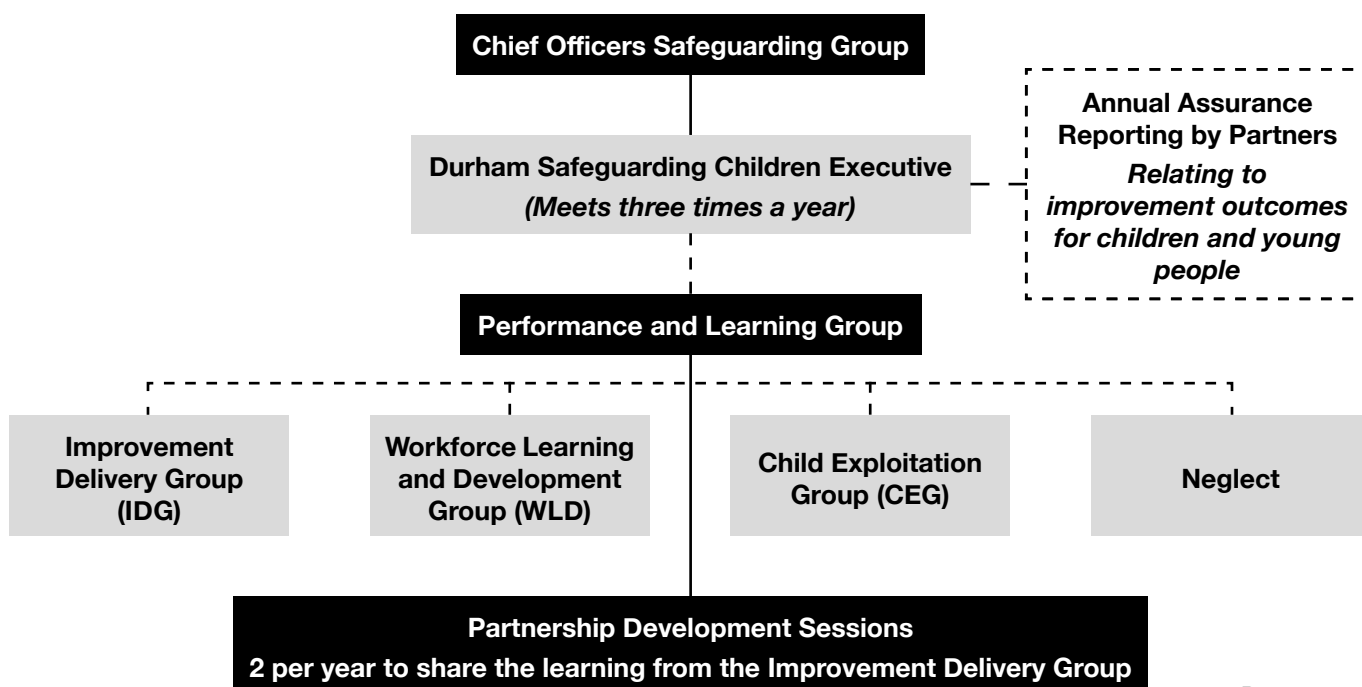 Chief Officers Safeguarding Group
Annual Assurance
Reporting by Partners
Relating to
improvement outcomes
for children and young
people
Durham Safeguarding Children Executive
(Meets three times a year)
Performance and Learning Group
Improvement
Delivery Group
(IDG)
Workforce Learning
and Development
Group (WLD)
Child Exploitation
Group (CEG)
Neglect
Partnership Development Sessions
2 per year to share the learning from the Improvement Delivery Group